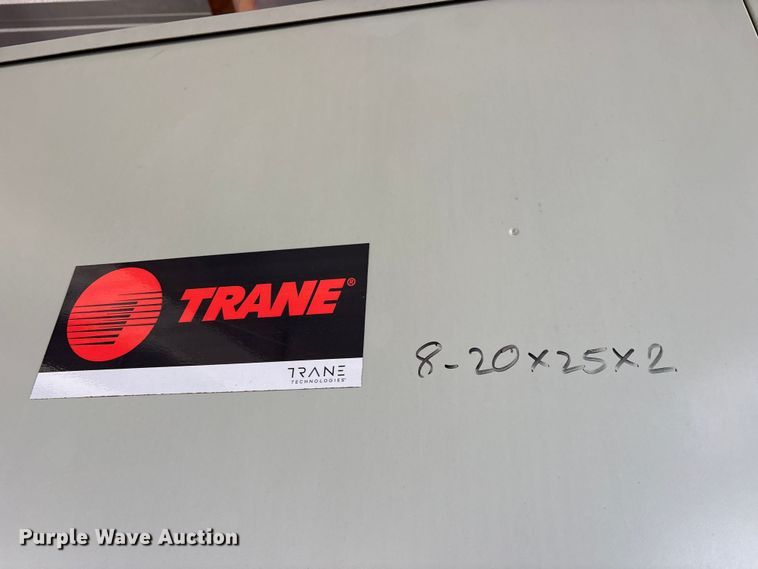 TRANE®
TRANE
TECHNOLOGIES
8-20x25x2
Purple Wave Auction